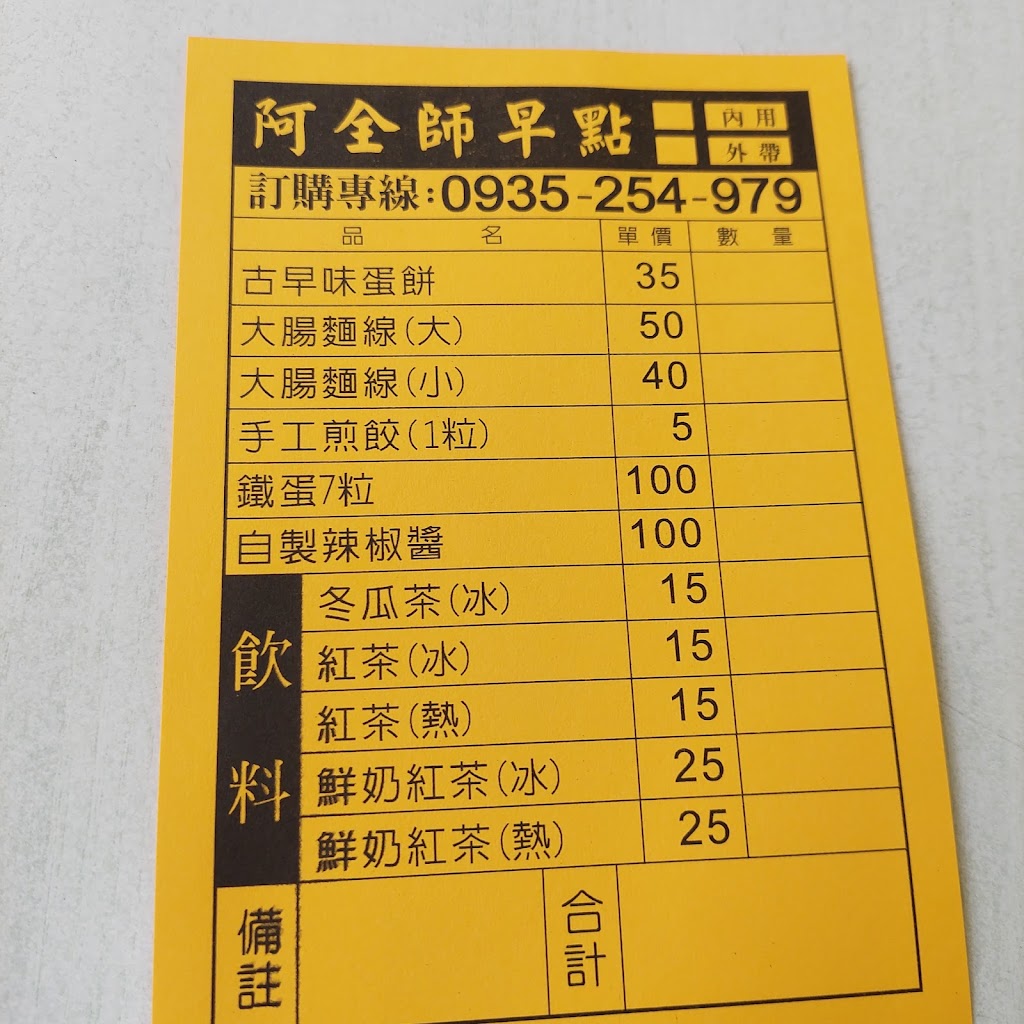 阿全師早點 內用
外帶
訂購專線:0935-254-979
品名 單價 數量
古早味蛋餅 35
大腸麵線(大) 50
大腸麵線(小) 40
手工煎餃(1粒) 5
鐵蛋7粒 100
自製辣椒醬 100
飲料
冬瓜茶(冰) 15
紅茶(冰) 15
紅茶(熱) 15
鮮奶紅茶(冰) 25
鮮奶紅茶(熱) 25
備註 合計